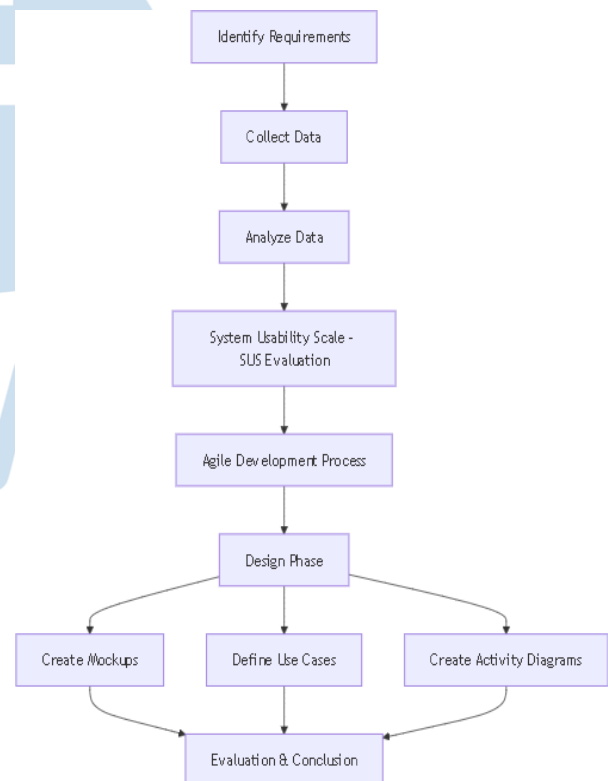 Identify Requirements
Collect Data
Analyze Data
System Usability Scale -
SUS Evaluation
Agile Development Process
Design Phase
Create Mockups
Define Use Cases
Create Activity Diagrams
Evaluation & Conclusion